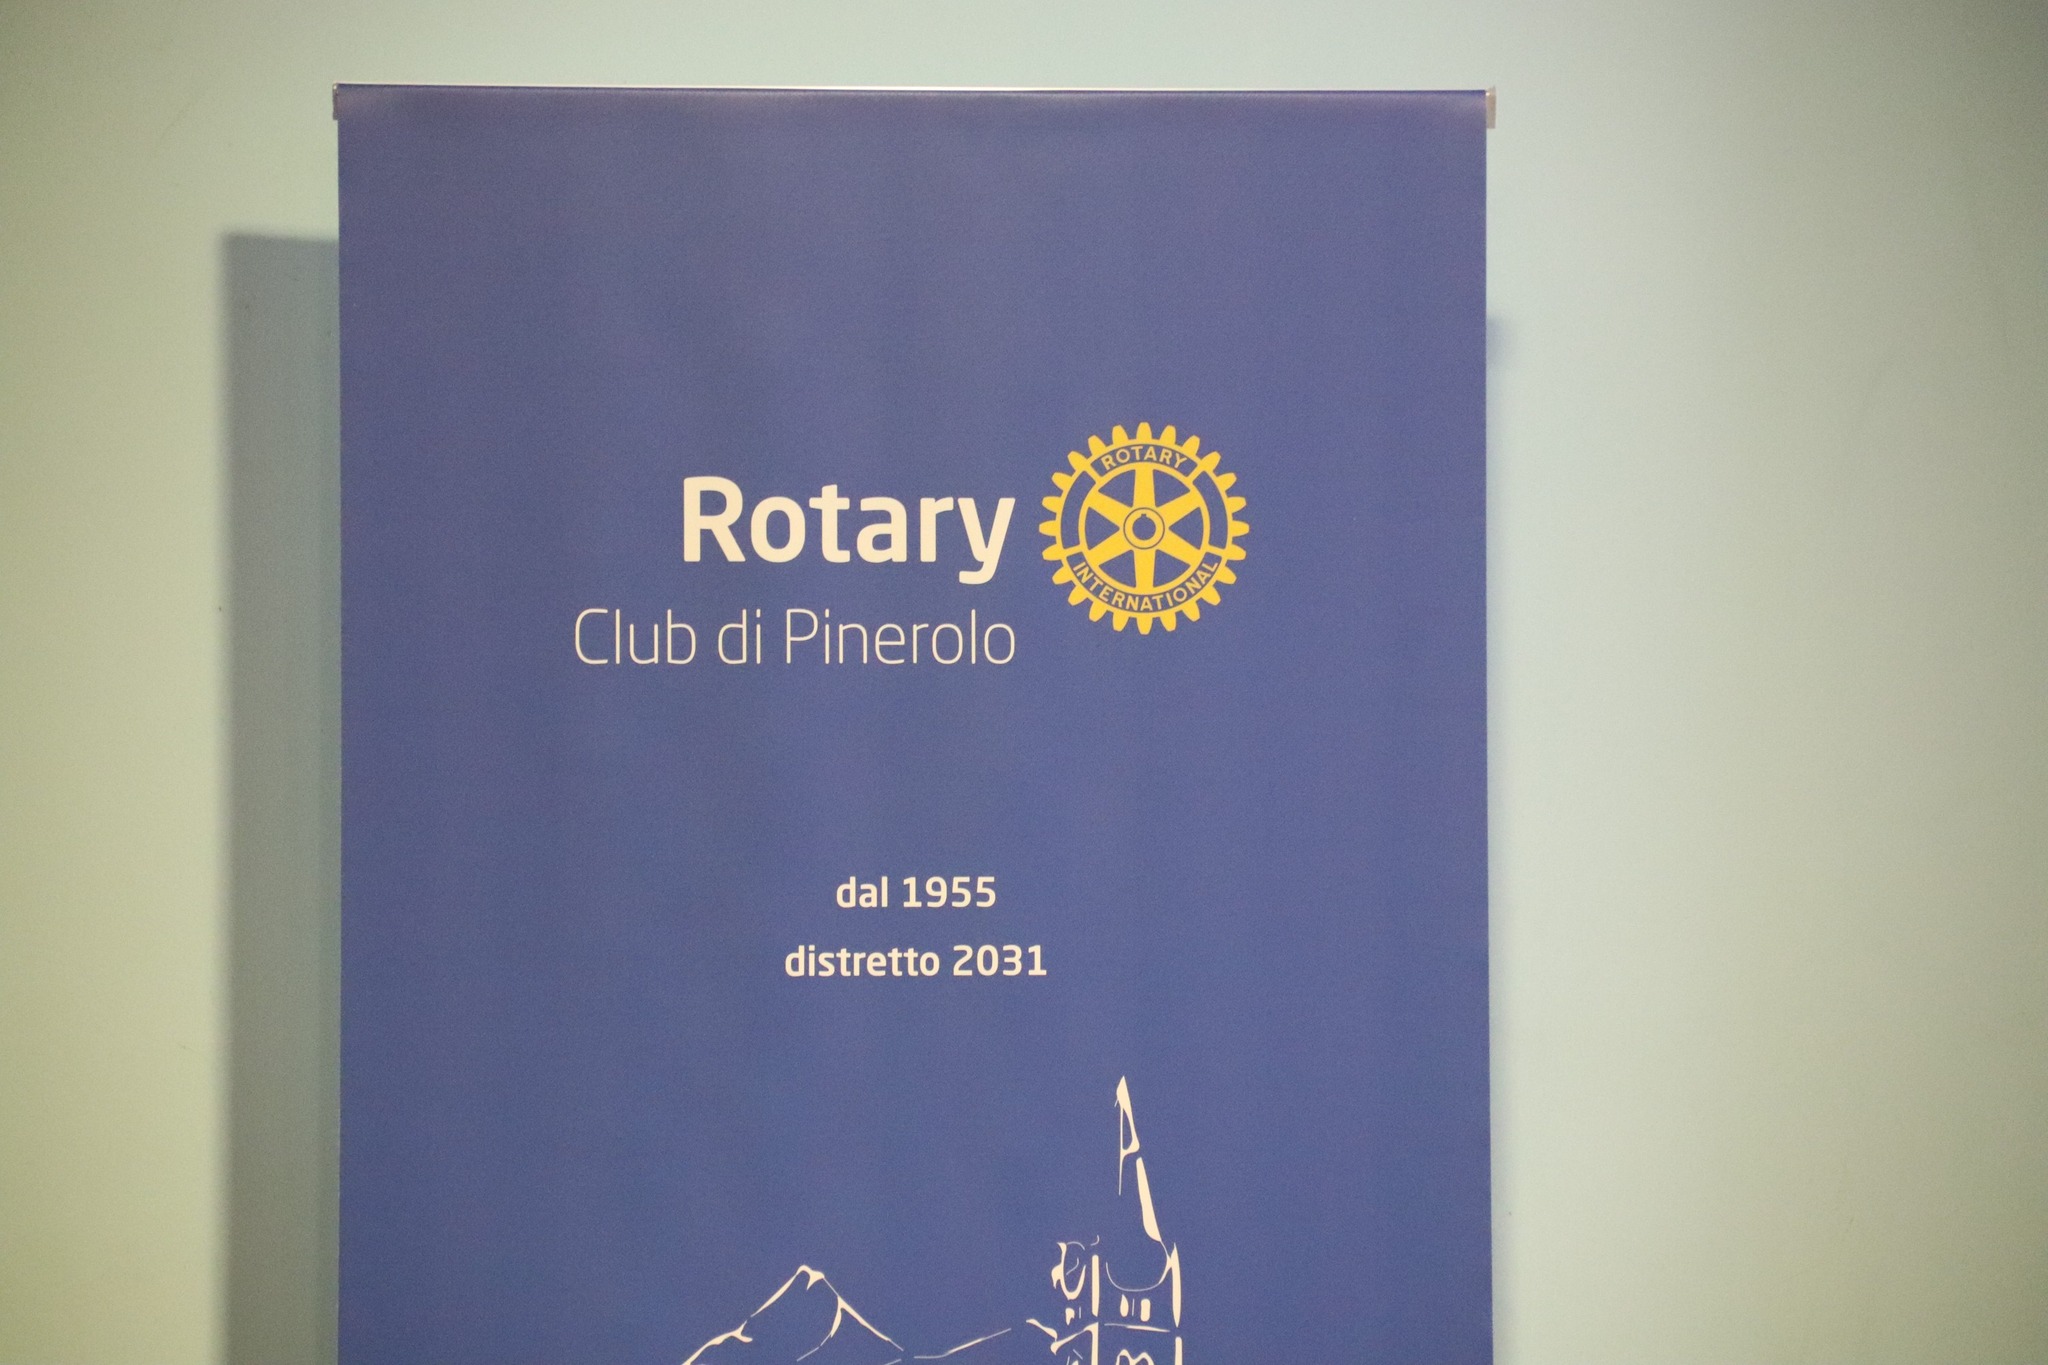 Rotary
ROTARY
INTERNATIONAL
Club di Pinerolo
dal 1955
distretto 2031